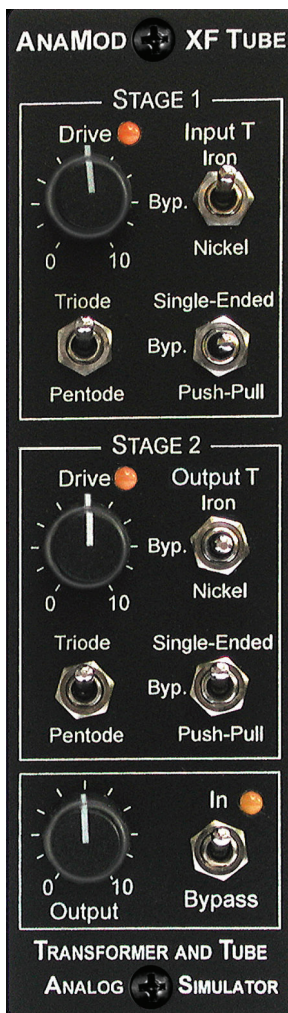 ANAMOD XF TUBE
STAGE 1
Drive Input T
Iron
Byp.
0 10 Nickel
Triode Single-Ended
Byp.
Pentode Push-Pull
STAGE 2
Drive Output T
Iron
Byp.
0 10 Nickel
Triode Single-Ended
Byp.
Pentode Push-Pull
In
0 10 Bypass
Output
TRANSFORMER AND TUBE
ANALOG SIMULATOR